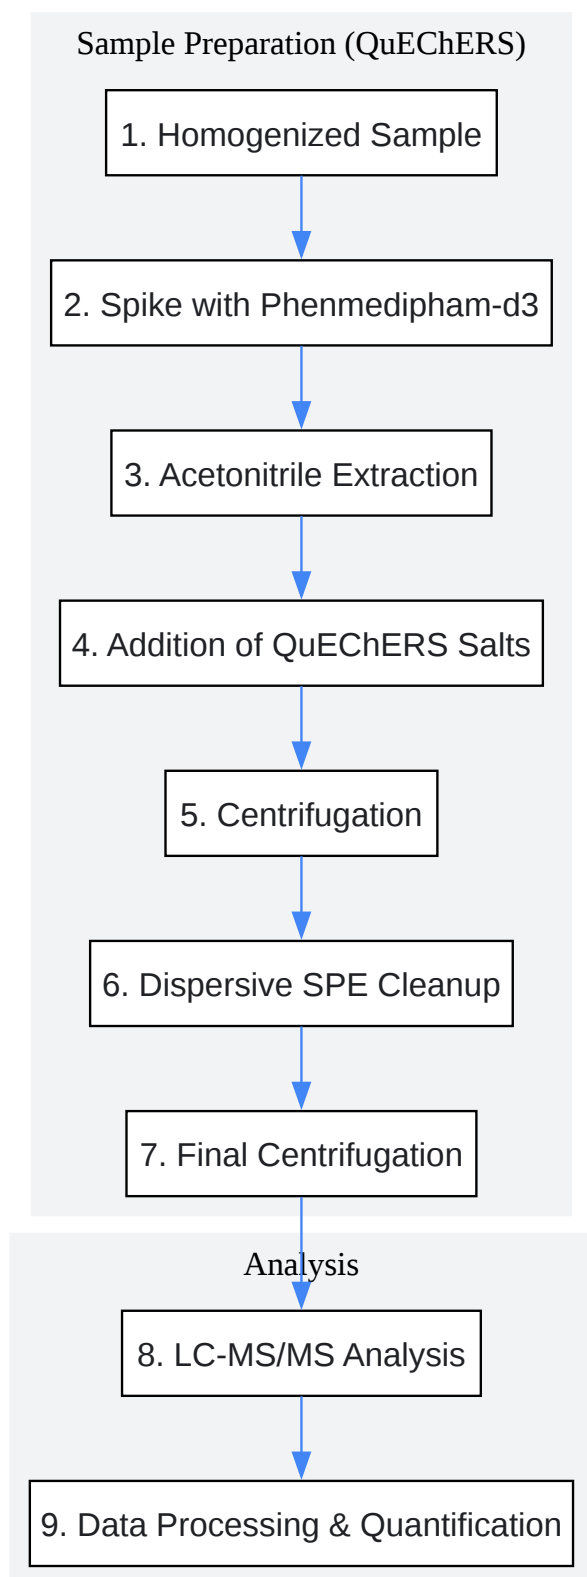 Sample Preparation (QuEChERS)
1. Homogenized Sample
2. Spike with Phenmedipham-d3
3. Acetonitrile Extraction
4. Addition of QuEChERS Salts
5. Centrifugation
6. Dispersive SPE Cleanup
7. Final Centrifugation
Analysis
8. LC-MS/MS Analysis
9. Data Processing & Quantification